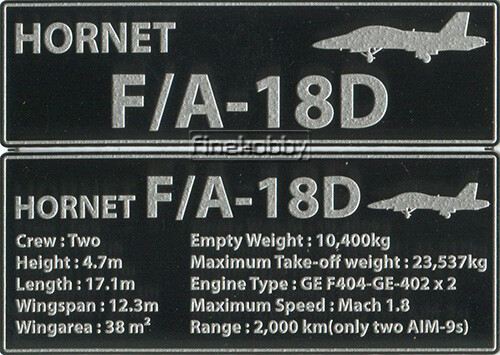 HORNET
F/A-18D
finehobby
HORNET F/A-18D
Crew : Two
Height : 4.7m
Length : 17.1m
Wingspan : 12.3m
Wingarea : 38 m²
Empty Weight : 10,400kg
Maximum Take-off weight : 23,537kg
Engine Type : GE F404-GE-402 x 2
Maximum Speed : Mach 1.8
Range : 2,000 km(only two AIM-9s)